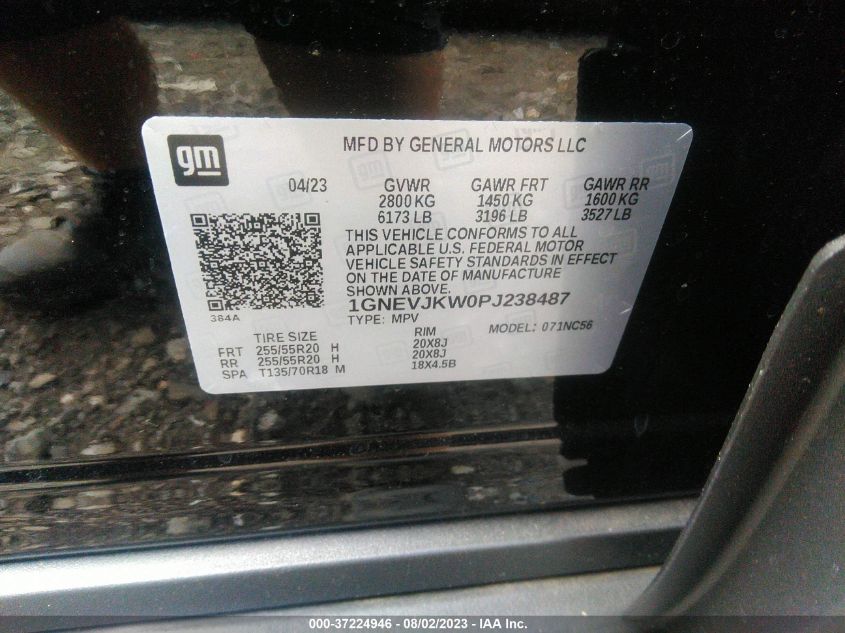 gm
MFD BY GENERAL MOTORS LLC
04/23 GVWR GAWR FRT GAWR RR
2800 KG 1450 KG 1600 KG
6173 LB 3196 LB 3527 LB
THIS VEHICLE CONFORMS TO ALL
APPLICABLE U.S. FEDERAL MOTOR
VEHICLE SAFETY STANDARDS IN EFFECT
ON THE DATE OF MANUFACTURE
SHOWN ABOVE.
384A
1GNEVJKW0PJ238487
TYPE: MPV MODEL: 071NC56
TIRE SIZE RIM
FRT 255/55R20 H 20X8J
RR 255/55R20 H 20X8J
SPA T135/70R18 M 18X4.5B
000-37224946 - 08/02/2023 - IAA Inc.